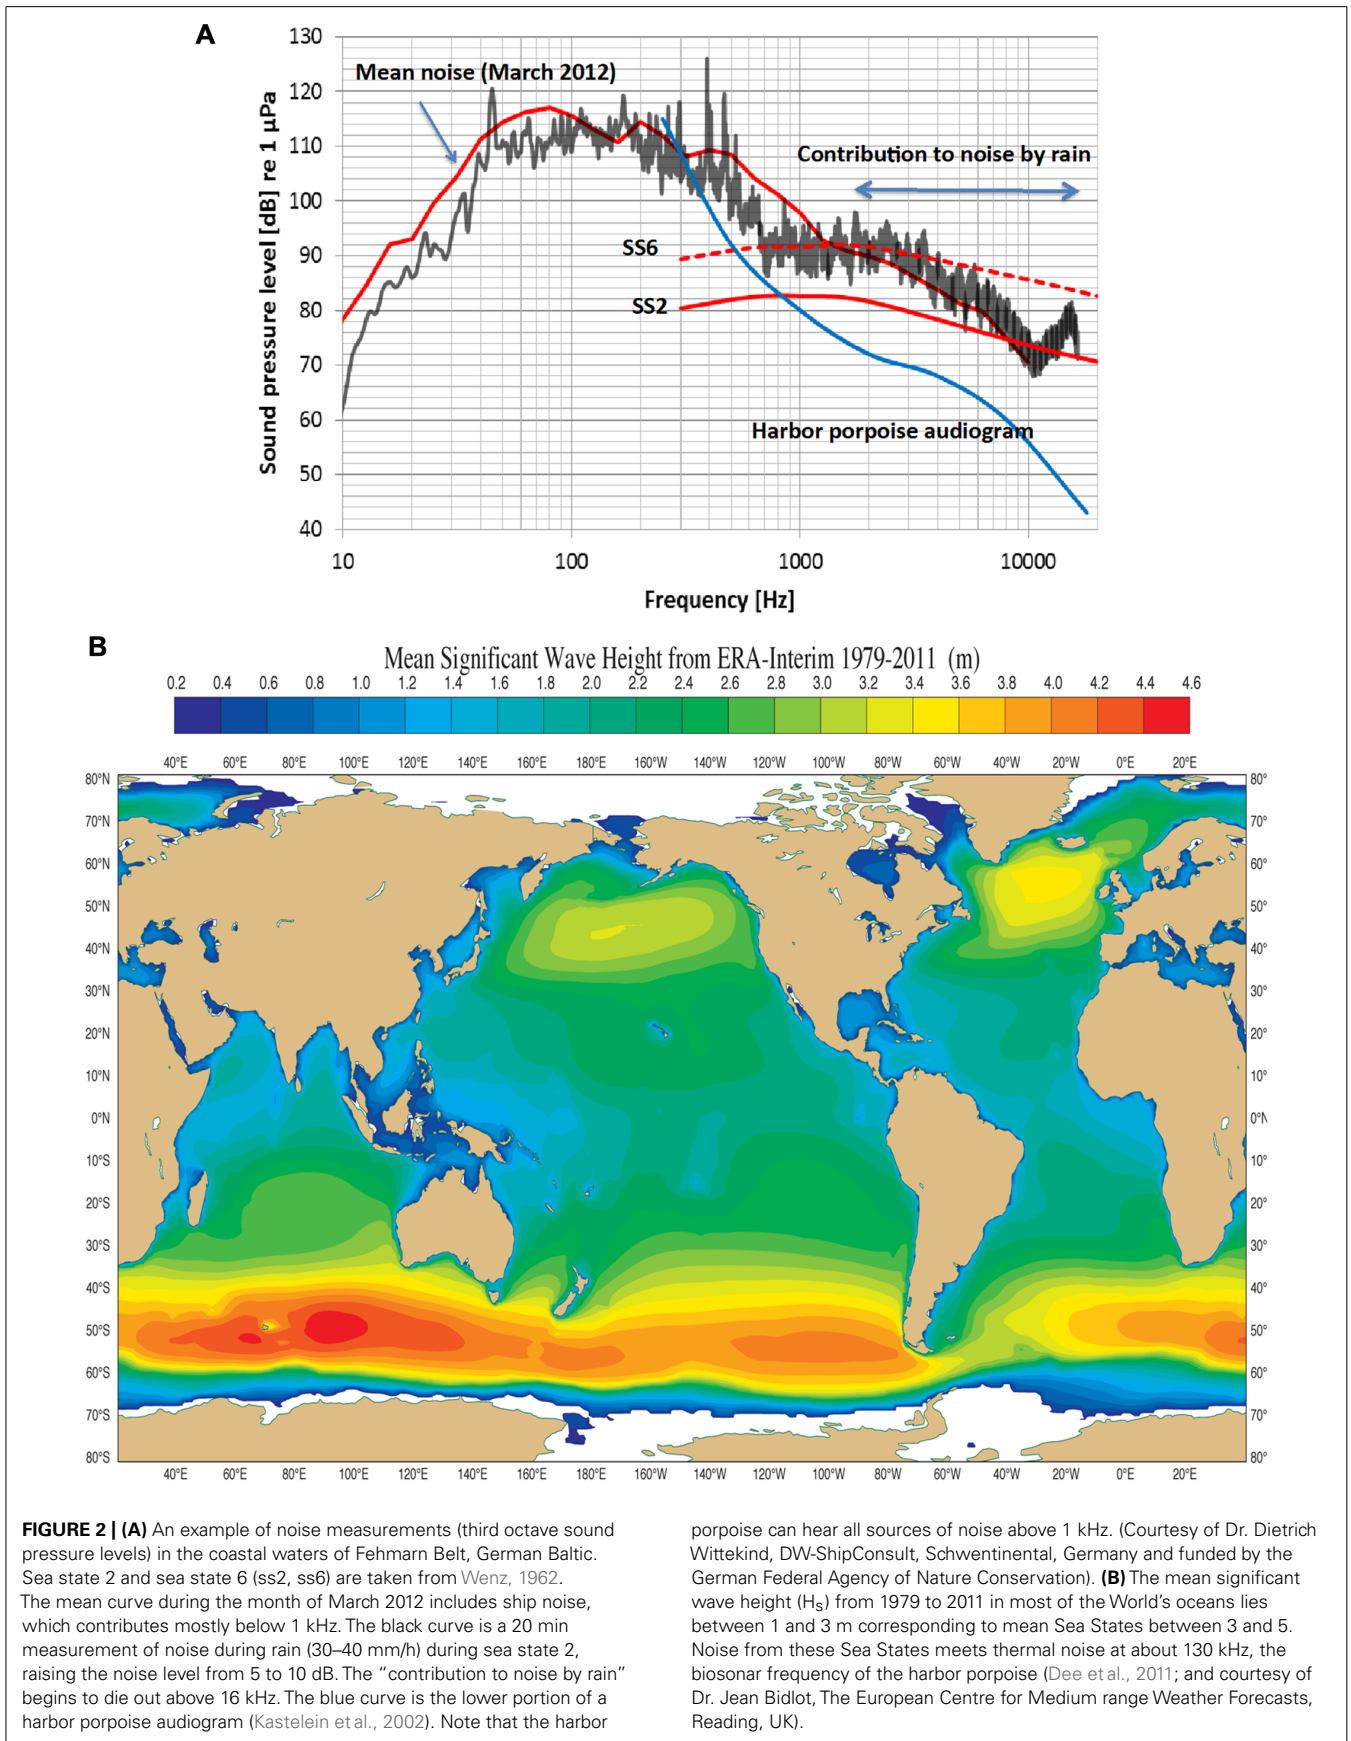 A
Mean noise (March 2012)
Contribution to noise by rain
SS6
SS2
Harbor porpoise audiogram
Sound pressure level [dB] re 1 µPa
130
120
110
100
90
80
70
60
50
40
10 100 1000 10000
Frequency [Hz]
B
Mean Significant Wave Height from ERA-Interim 1979-2011 (m)
0.2 0.4 0.6 0.8 1.0 1.2 1.4 1.6 1.8 2.0 2.2 2.4 2.6 2.8 3.0 3.2 3.4 3.6 3.8 4.0 4.2 4.4 4.6
40°E 60°E 80°E 100°E 120°E 140°E 160°E 180°E 160°W 140°W 120°W 100°W 80°W 60°W 40°W 20°W 0°E 20°E
80°N 80°
70°N 70°
60°N 60°
50°N 50°
40°N 40°
30°N 30°
20°N 20°
10°N 10°
0°N 0°N
10°S 10°
20°S 20°
30°S 30°
40°S 40°
50°S 50°
60°S 60°
70°S 70°
80°S 80°
40°E 60°E 80°E 100°E 120°E 140°E 160°E 180°E 160°W 140°W 120°W 100°W 80°W 60°W 40°W 20°W 0°E 20°E
FIGURE 2 | (A) An example of noise measurements (third octave sound
pressure levels) in the coastal waters of Fehmarn Belt, German Baltic.
Sea state 2 and sea state 6 (ss2, ss6) are taken from Wenz, 1962.
The mean curve during the month of March 2012 includes ship noise,
which contributes mostly below 1 kHz. The black curve is a 20 min
measurement of noise during rain (30–40 mm/h) during sea state 2,
raising the noise level from 5 to 10 dB. The “contribution to noise by rain”
begins to die out above 16 kHz. The blue curve is the lower portion of a
harbor porpoise audiogram (Kastelein et al., 2002). Note that the harbor
porpoise can hear all sources of noise above 1 kHz. (Courtesy of Dr. Dietrich
Wittekind, DW-ShipConsult, Schwentinental, Germany and funded by the
German Federal Agency of Nature Conservation). (B) The mean significant
wave height (HS) from 1979 to 2011 in most of the World's oceans lies
between 1 and 3 m corresponding to mean Sea States between 3 and 5.
Noise from these Sea States meets thermal noise at about 130 kHz, the
biosonar frequency of the harbor porpoise (Dee et al., 2011; and courtesy of
Dr. Jean Bidlot, The European Centre for Medium range Weather Forecasts,
Reading, UK).